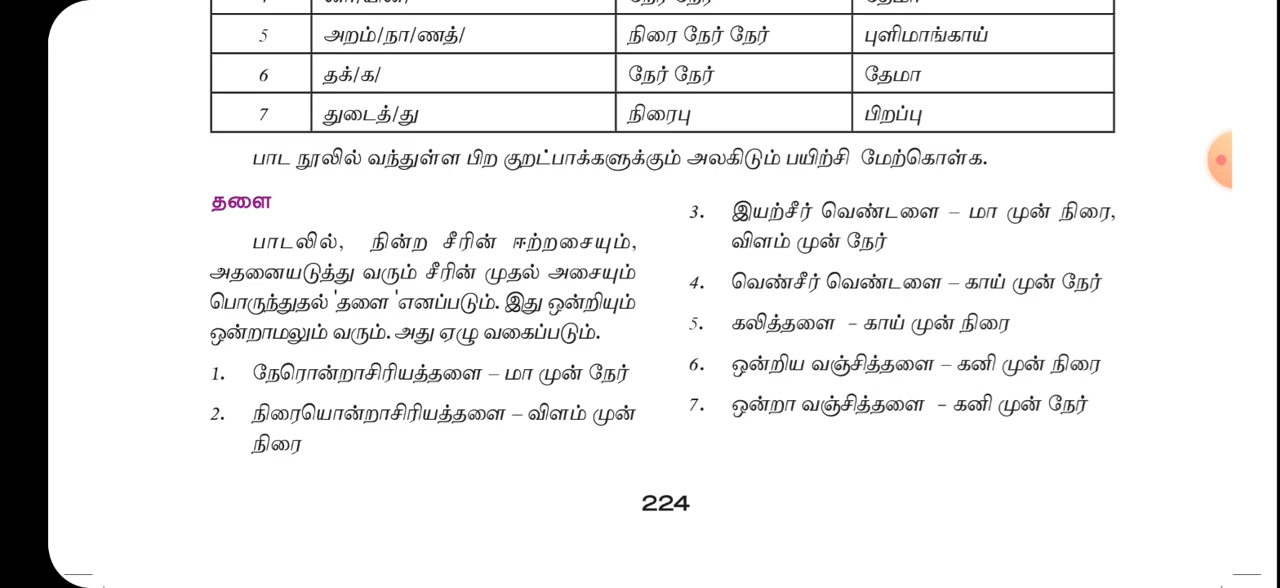 5 அறம்/நா/ணத்/ நிரை நேர் நேர் புளிமாங்காய்
6 தக்/க/ நேர் நேர் தேமா
7 துடைத்/து நிரைபு பிறப்பு
பாட நூலில் வந்துள்ள பிற குறட்பாக்களுக்கும் அலகிடும் பயிற்சி மேற்கொள்க.
தளை
பாடலில், நின்ற சீரின் ஈற்றசையும்,
அதனையடுத்து வரும் சீரின் முதல் அசையும்
பொருந்துதல் 'தளை 'எனப்படும். இது ஒன்றியும்
ஒன்றாமலும் வரும். அது ஏழு வகைப்படும்.
1. நேரொன்றாசிரியத்தளை – மா முன் நேர்
2. நிரையொன்றாசிரியத்தளை – விளம் முன்
நிரை
3. இயற்சீர் வெண்டளை – மா முன் நிரை,
விளம் முன் நேர்
4. வெண்சீர் வெண்டளை – காய் முன் நேர்
5. கலித்தளை - காய் முன் நிரை
6. ஒன்றிய வஞ்சித்தளை – கனி முன் நிரை
7. ஒன்றா வஞ்சித்தளை - கனி முன் நேர்
224